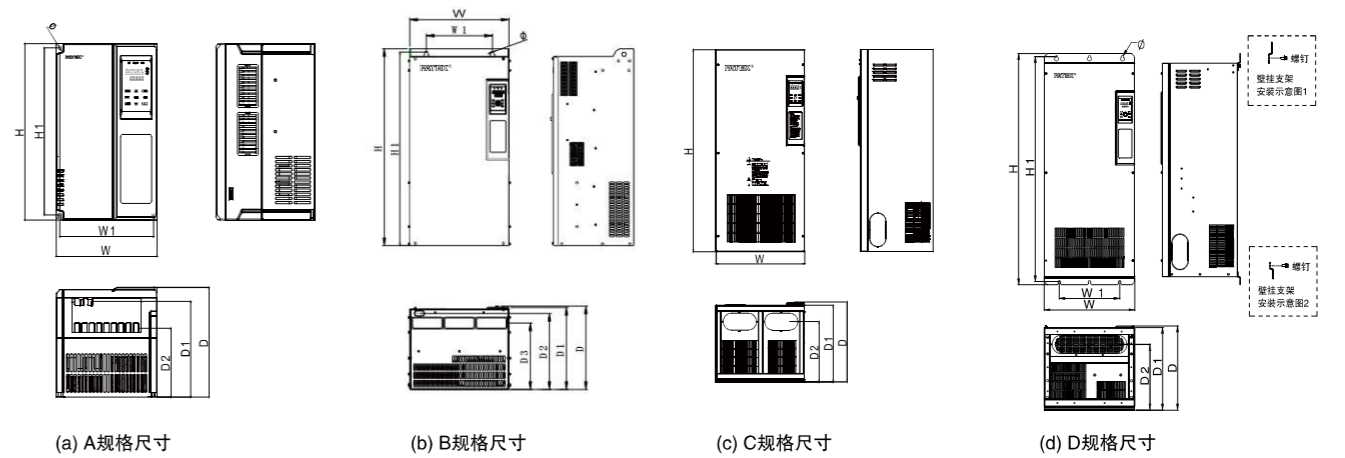 Ø
H
H1
W1
W
D2
D1
D
(a) A规格尺寸
W
W 1
Φ
H
H1
D3
D2
D1
D
(b) B规格尺寸
H
W
D2
D1
D
(c) C规格尺寸
Ø
H
H1
W 1
W
D2
D1
D
螺钉
壁挂支架
安装示意图1
螺钉
壁挂支架
安装示意图2
(d) D规格尺寸